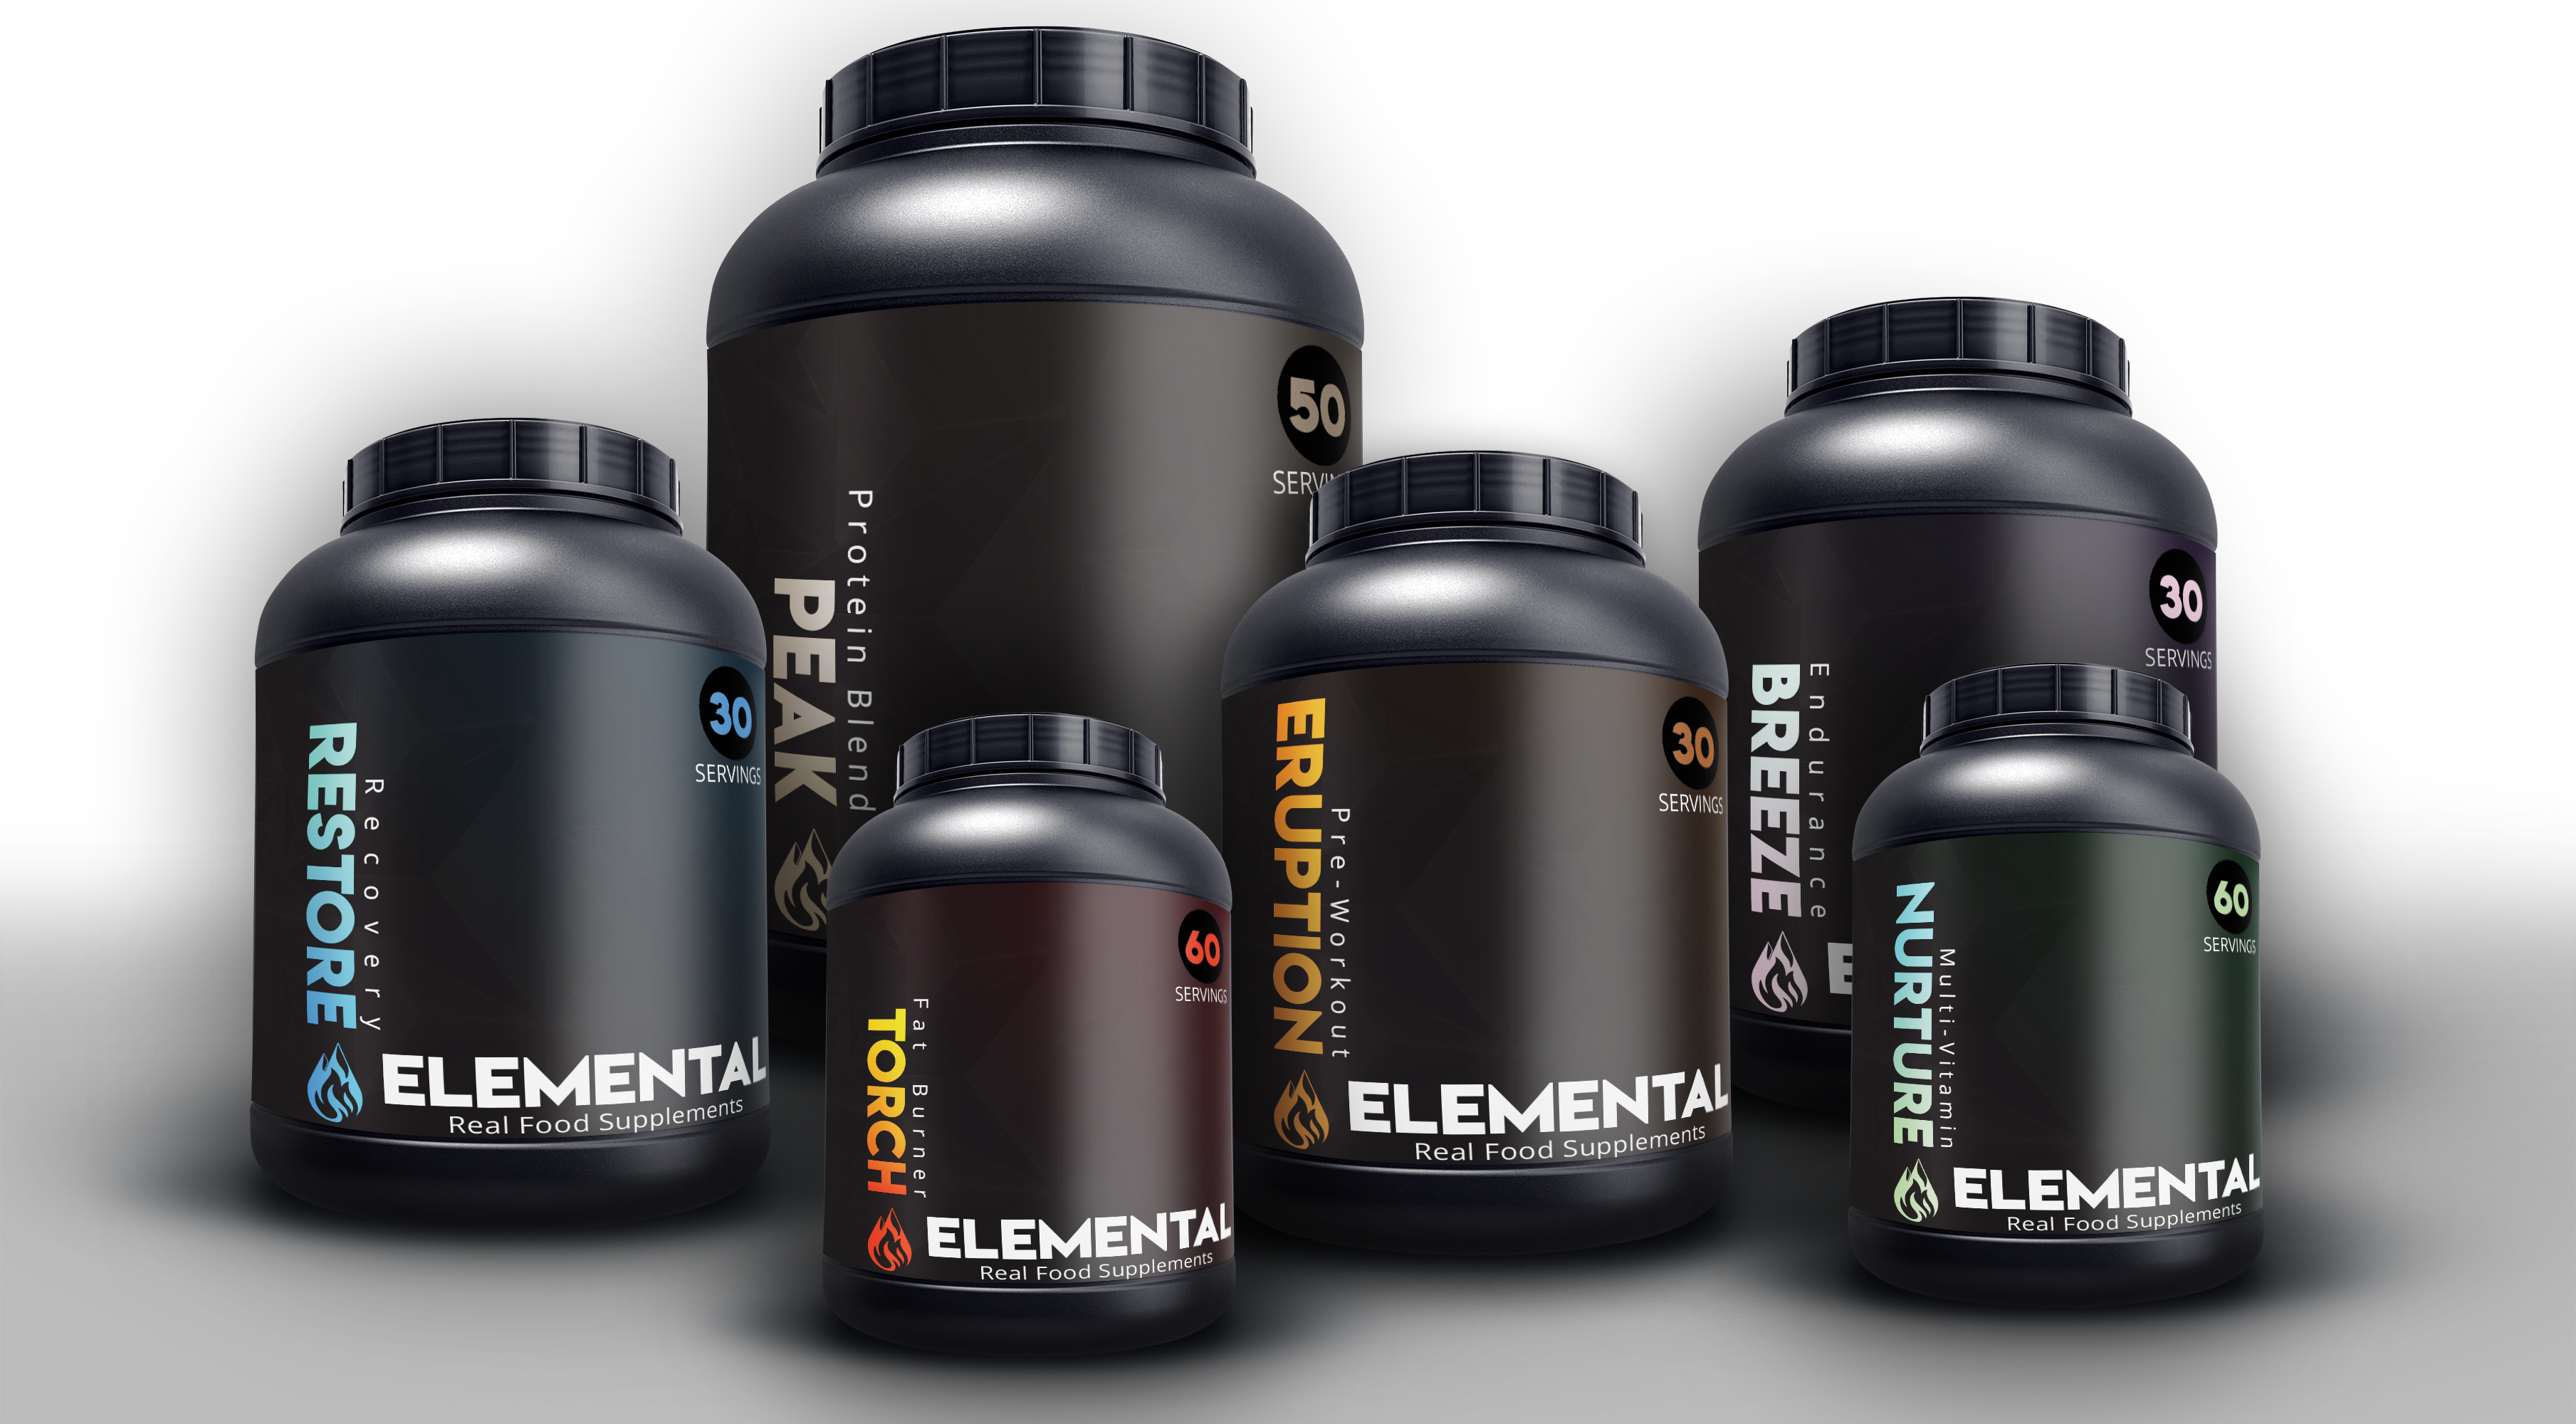 50
SERVIN
Protein Blend
PEAK
30
SERVINGS
RESTORE
Recovery
ELEMENTAL
Real Food Supplements
60
SERVINGS
Fat Burner
TORCH
ELEMENTAL
Real Food Supplements
30
SERVINGS
ERUPTION
Pre-Workout
ELEMENTAL
Real Food Supplements
30
SERVINGS
Endurance
BREEZE
E
60
SERVINGS
NURTURE
Multi-Vitamin
ELEMENTAL
Real Food Supplements